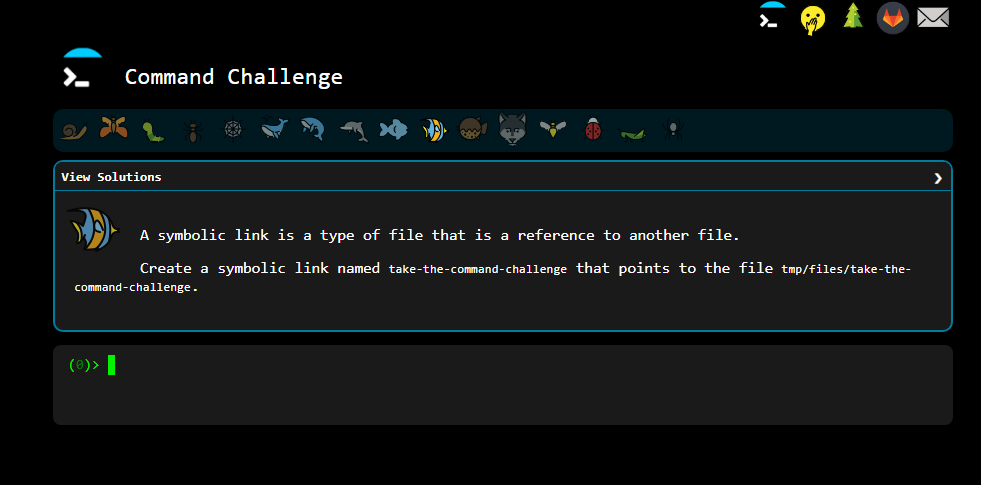 Command Challenge
View Solutions
A symbolic link is a type of file that is a reference to another file.
Create a symbolic link named take-the-command-challenge that points to the file tmp/files/take-the-
command-challenge.
(0)>